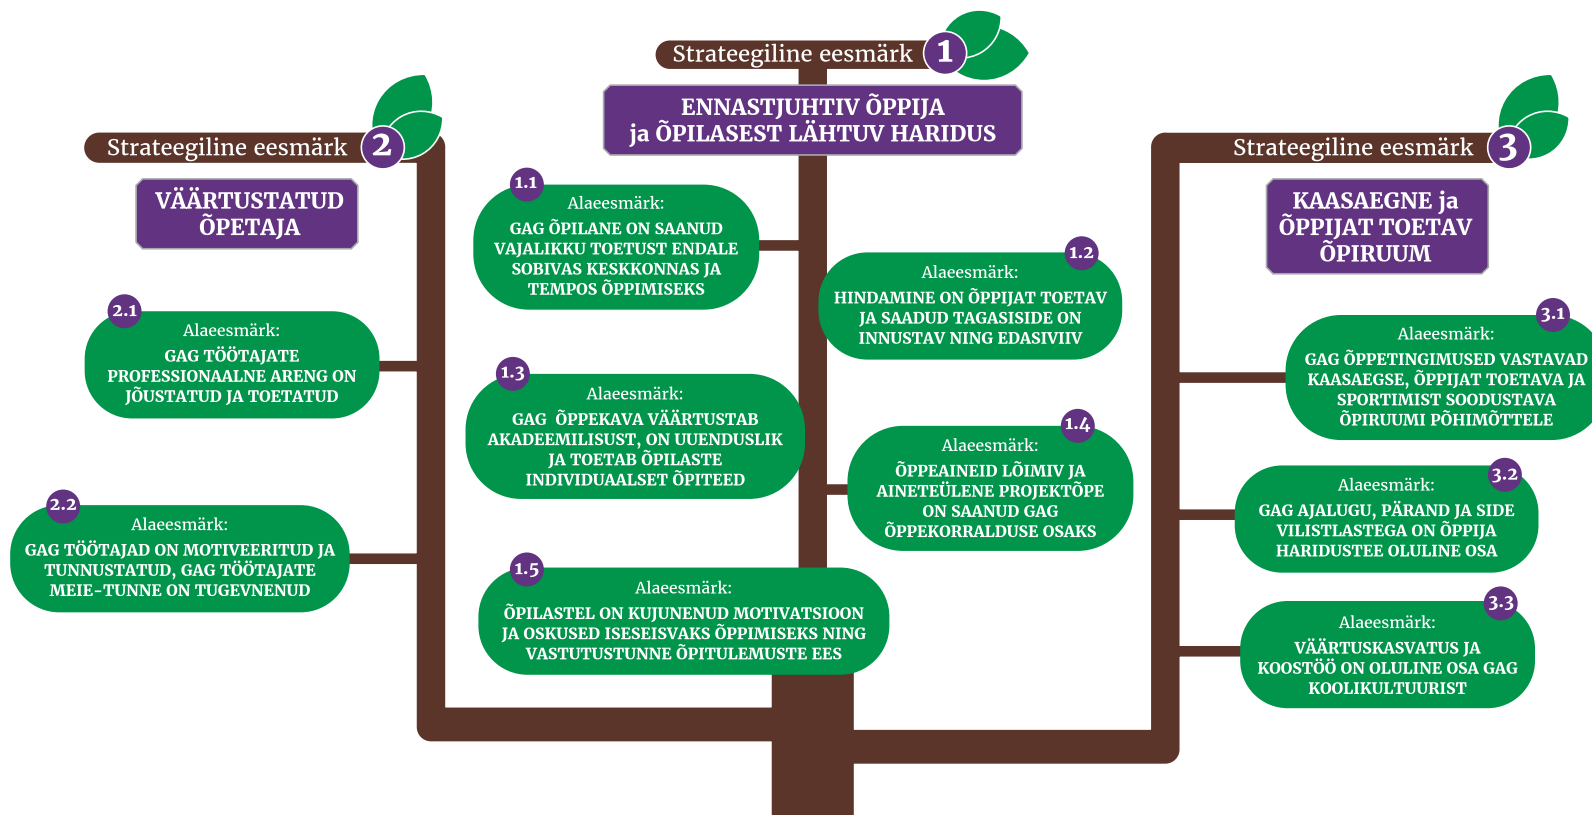 Strateegiline eesmärk 1
ENNASTJUHTIV ÕPPIJA
ja ÕPILASEST LÄHTUV HARIDUS
1.1
Alaeesmärk:
GAG ÕPILANE ON SAANUD
VAJALIKKU TOETUST ENDALE
SOBIVAS KESKKONNAS JA
TEMPOS ÕPPIMISEKS
1.2
Alaeesmärk:
HINDAMINE ON ÕPPIJAT TOETAV
JA SAADUD TAGASISIDE ON
INNUSTAV NING EDASIVIIV
1.3
Alaeesmärk:
GAG ÕPPEKAVA VÄÄRTUSTAB
AKADEEMILISUST, ON UUENDUSLIK
JA TOETAB ÕPILASTE
INDIVIDUAALSET ÕPITEED
1.4
Alaeesmärk:
ÕPPEAINEID LÕIMIV JA
AINETEÜLENE PROJEKTÕPE
ON SAANUD GAG
ÕPPEKORRALDUSE OSAKS
1.5
Alaeesmärk:
ÕPILASTEL ON KUJUNENUD MOTIVATSIOON
JA OSKUSED ISESEISVAKS ÕPPIMISEKS NING
VASTUTUSTUNNE ÕPITULEMUSTE EES
Strateegiline eesmärk 2
VÄÄRTUSTATUD
ÕPETAJA
2.1
Alaeesmärk:
GAG TÖÖTAJATE
PROFESSIONAALNE ARENG ON
JÕUSTATUD JA TOETATUD
2.2
Alaeesmärk:
GAG TÖÖTAJAD ON MOTIVEERITUD JA
TUNNUSTATUD, GAG TÖÖTAJATE
MEIE-TUNNE ON TUGEVNENUD
Strateegiline eesmärk 3
KAASAEGNE ja
ÕPPIJAT TOETAV
ÕPIRUUM
3.1
Alaeesmärk:
GAG ÕPPETINGIMUSED VASTAVAD
KAASAEGSE, ÕPPIJAT TOETAVA JA
SPORTIMIST SOODUSTAVA
ÕPIRUUMI PÕHIMÕTTELE
3.2
Alaeesmärk:
GAG AJALUGU, PÄRAND JA SIDE
VILISTLASTEGA ON ÕPPIJA
HARIDUSTEE OLULINE OSA
3.3
Alaeesmärk:
VÄÄRTUSKASVATUS JA
KOOSTÖÖ ON OLULINE OSA GAG
KOOLIKULTUURIST